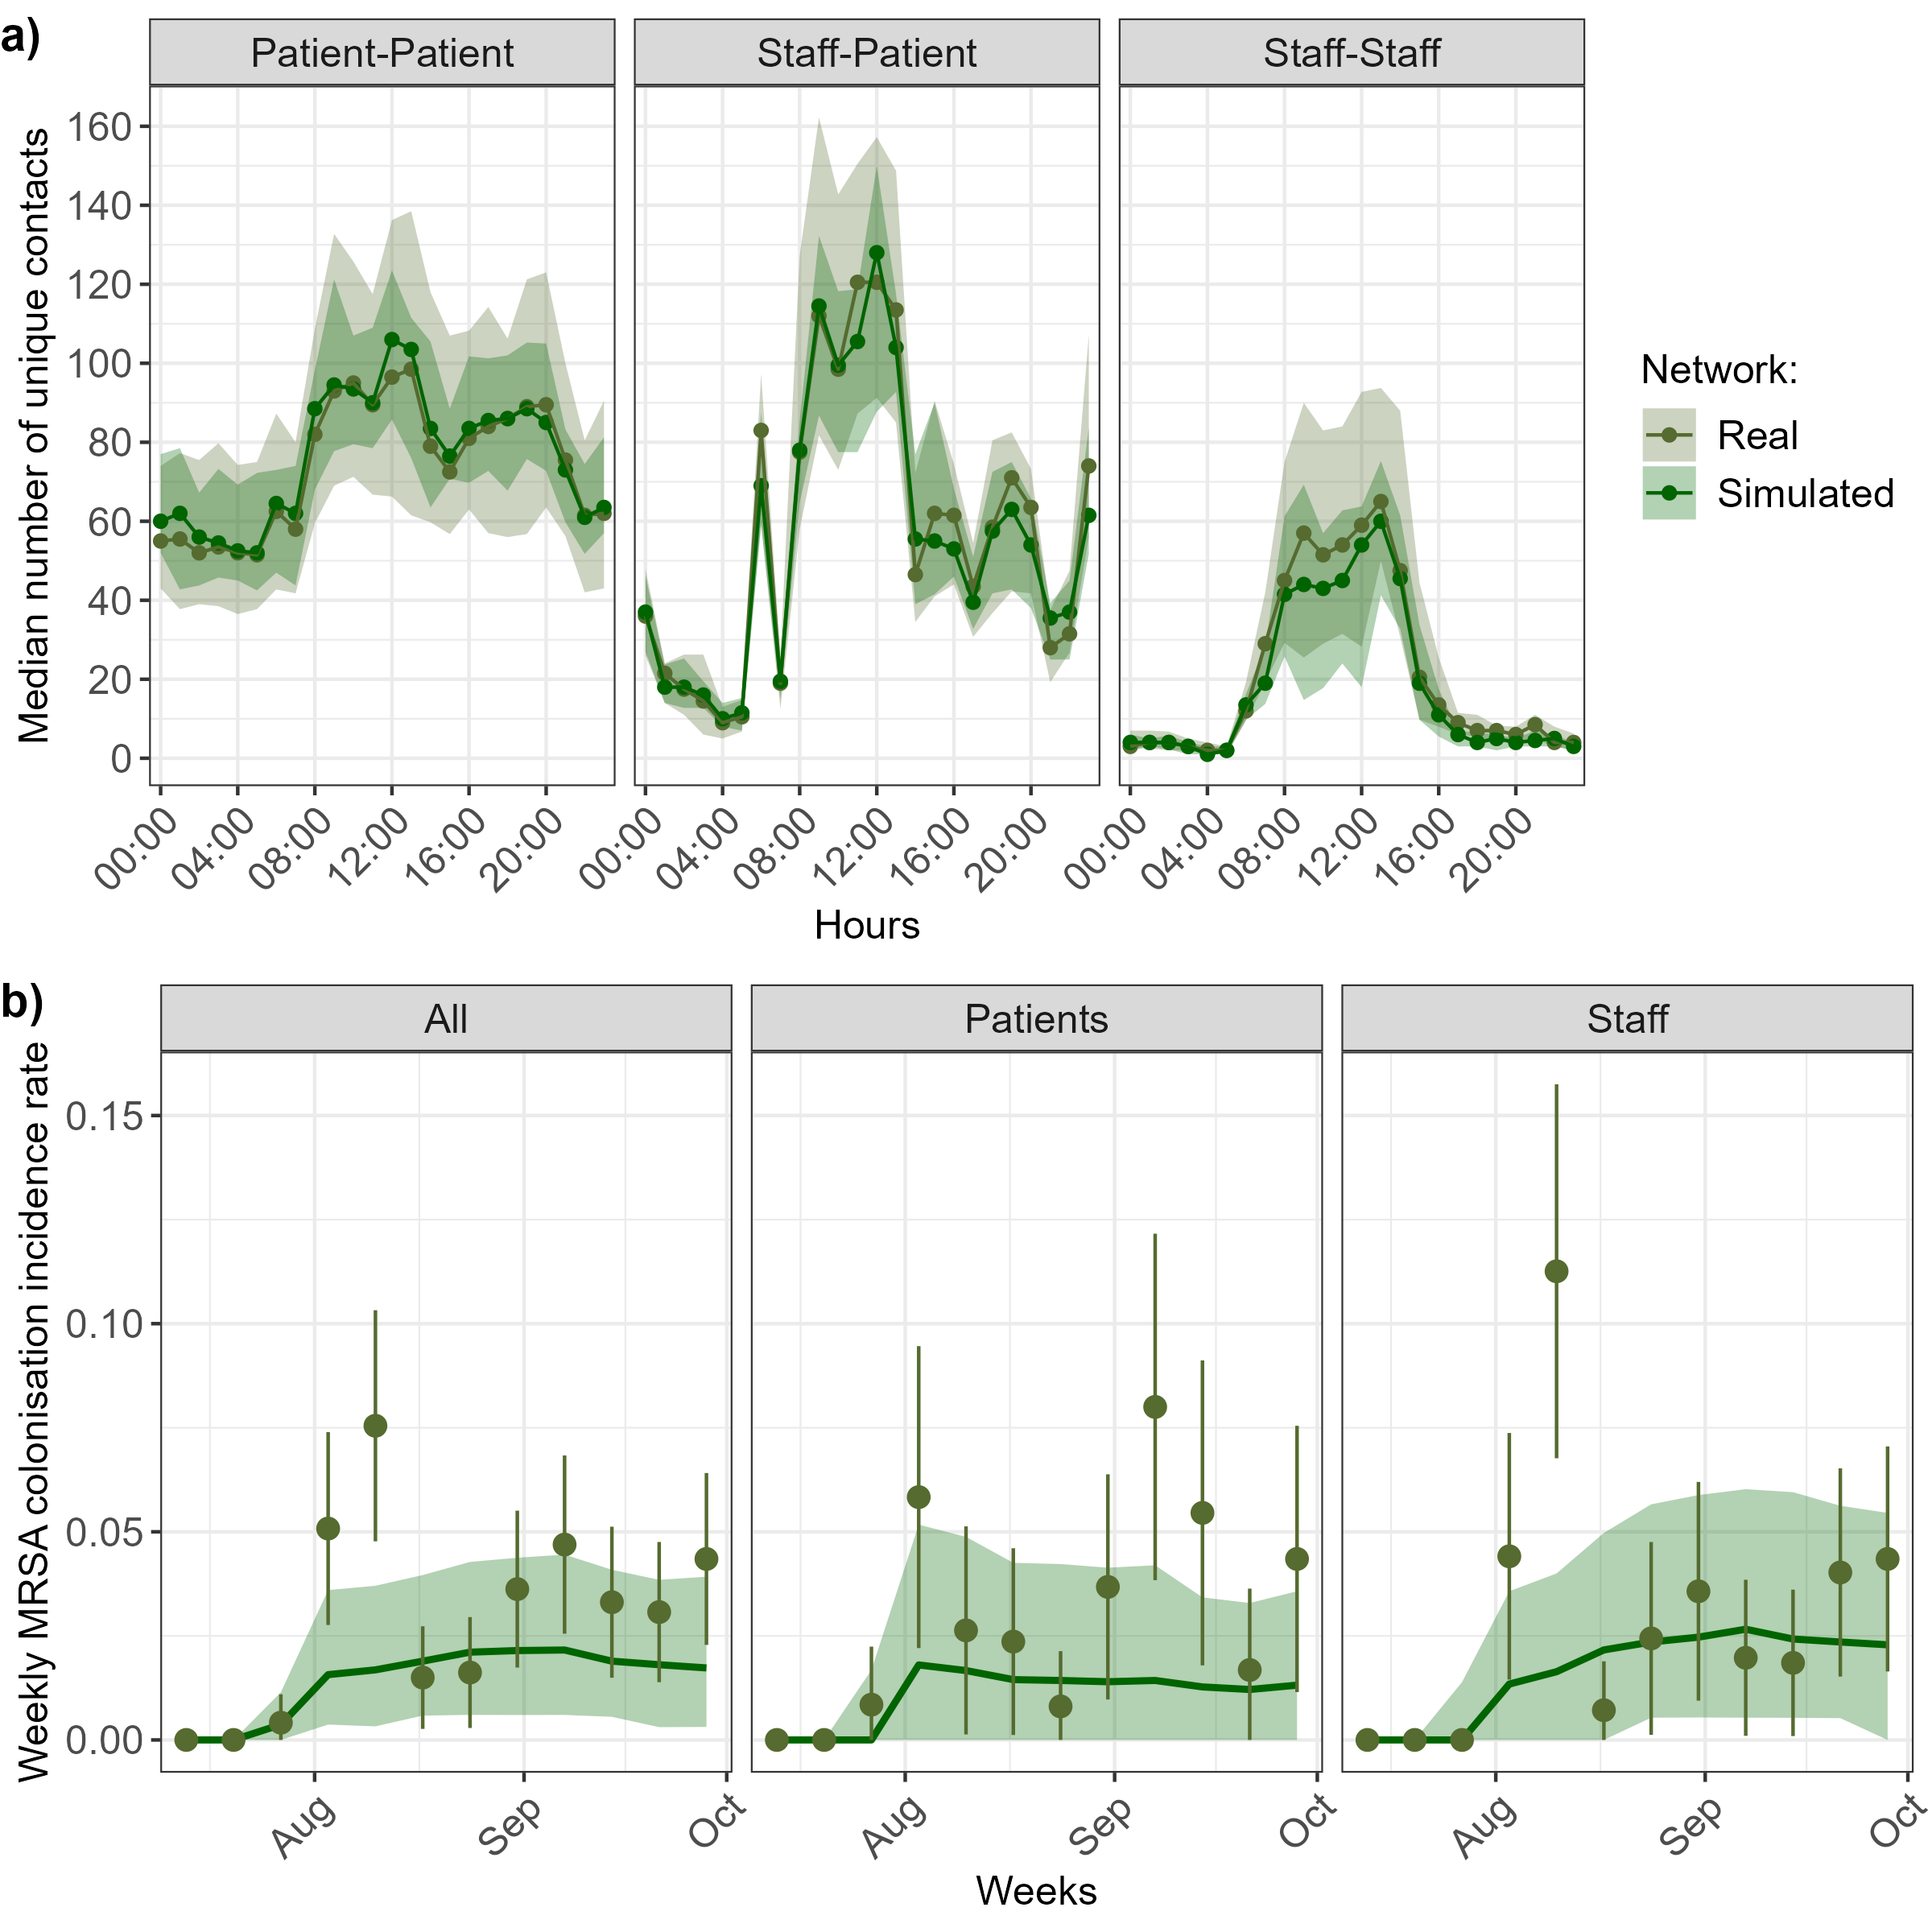 a)
Patient-Patient
Staff-Patient
Staff-Staff
Median number of unique contacts
160
140
120
100
80
60
40
20
0
00:00 04:00 08:00 12:00 16:00 20:00
00:00 04:00 08:00 12:00 16:00 20:00
00:00 04:00 08:00 12:00 16:00 20:00
Hours
Network:
Real
Simulated
b)
All
Patients
Staff
Weekly MRSA colonisation incidence rate
0.15
0.10
0.05
0.00
Aug Sep Oct
Aug Sep Oct
Aug Sep Oct
Weeks